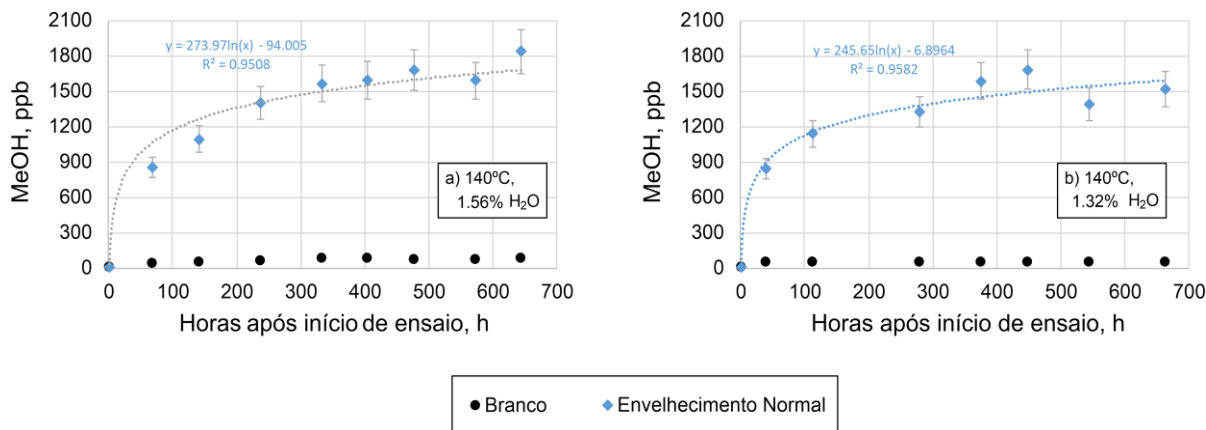 2100
1800
1500
1200
900
600
300
0
MeOH, ppb
y = 273.97ln(x) - 94.005
R² = 0.9508
a) 140ºC,
1.56% H₂O
0 100 200 300 400 500 600 700
Horas após início de ensaio, h
2100
1800
1500
1200
900
600
300
0
MeOH, ppb
y = 245.65ln(x) - 6.8964
R² = 0.9582
b) 140ºC,
1.32% H₂O
0 100 200 300 400 500 600 700
Horas após início de ensaio, h
Branco Envelhecimento Normal